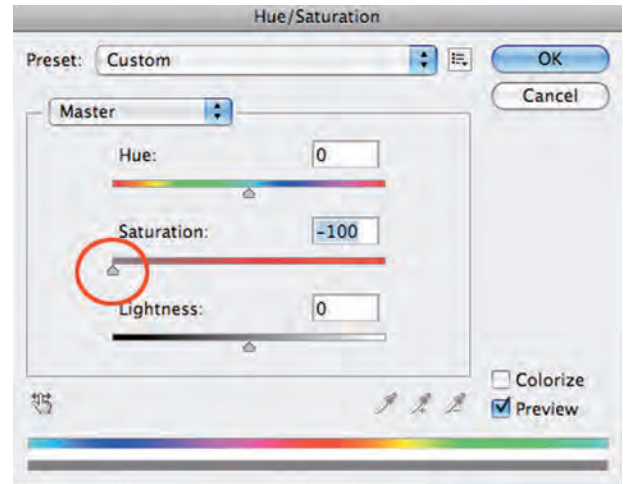 Hue/Saturation
Preset: Custom
OK
Cancel
Master
Hue: 0
Saturation: -100
Lightness: 0
Colorize
Preview